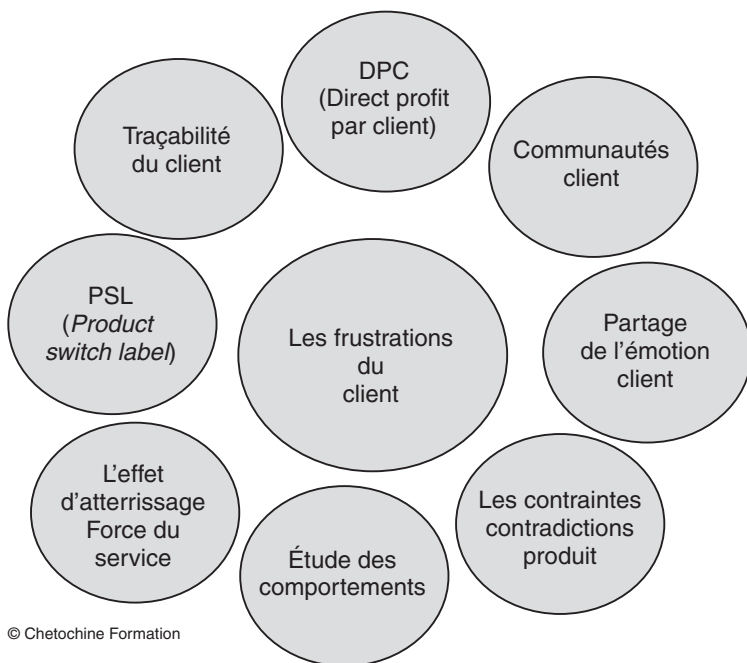 DPC
(Direct profit
par client)
Traçabilité
du client
Communautés
client
PSL
(Product
switch label)
Les frustrations
du
client
Partage
de l’émotion
client
L’effet
d’atterrissage
Force du
service
Les contraintes
contradictions
produit
Étude des
comportements
© Chetochine Formation